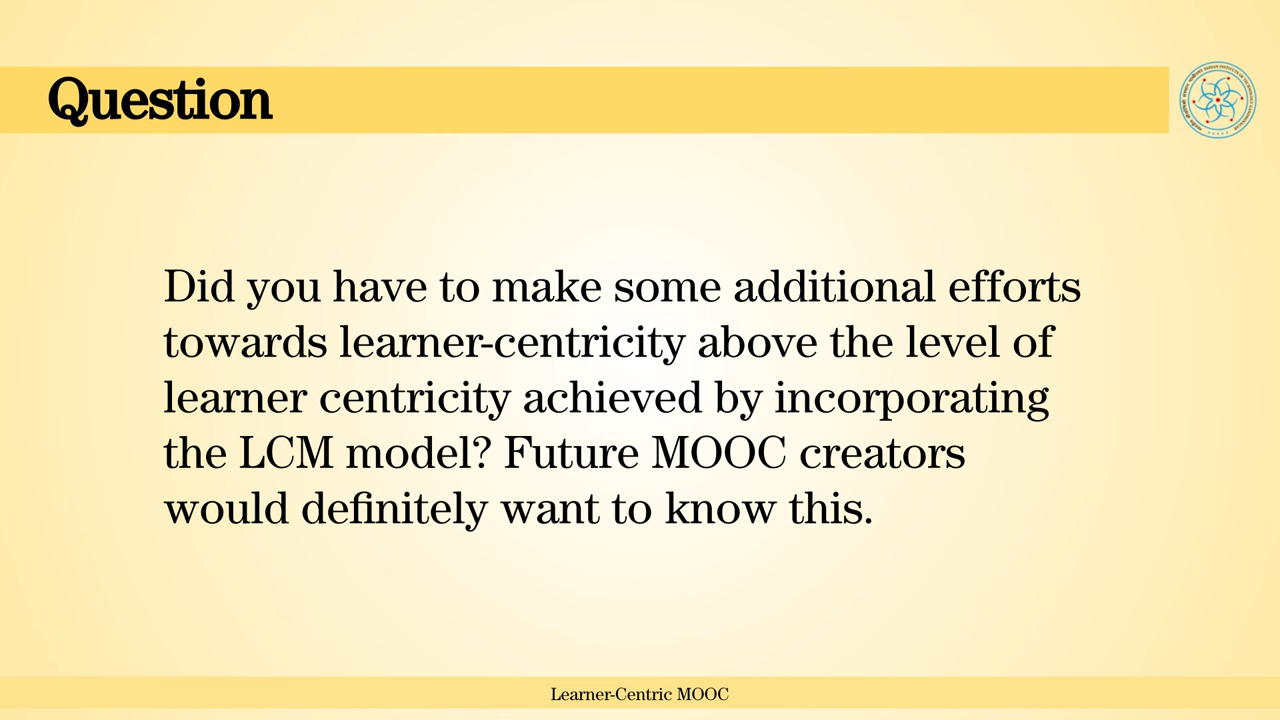 Question
Did you have to make some additional efforts
towards learner-centricity above the level of
learner centricity achieved by incorporating
the LCM model? Future MOOC creators
would definitely want to know this.
Learner-Centric MOOC